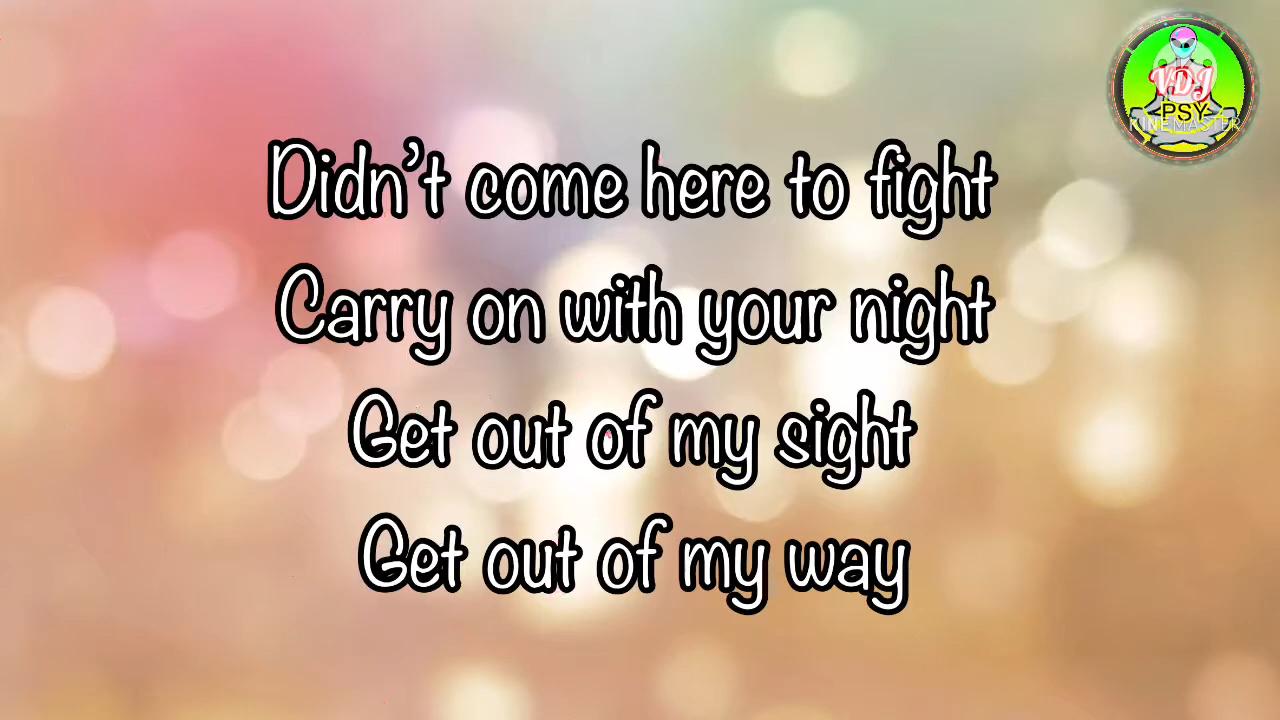 Didn't come here to fight
Carry on with your night
Get out of my sight
Get out of my way
VDJ
PSY
KINEMASTER